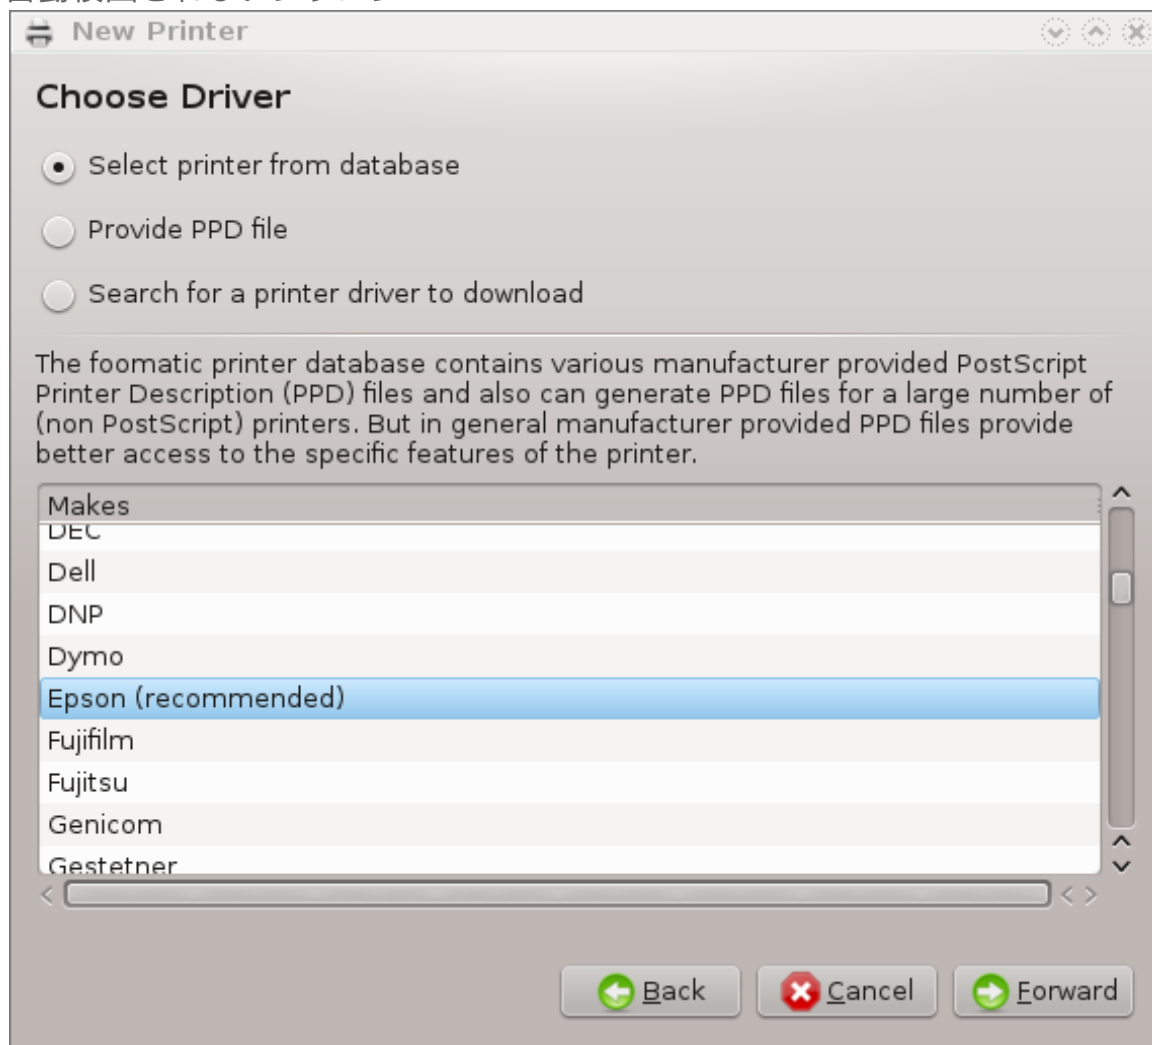 New Printer
Choose Driver
Select printer from database
Provide PPD file
Search for a printer driver to download
The foomatic printer database contains various manufacturer provided PostScript
Printer Description (PPD) files and also can generate PPD files for a large number of
(non PostScript) printers. But in general manufacturer provided PPD files provide
better access to the specific features of the printer.
Makes
DEC
Dell
DNP
Dymo
Epson (recommended)
Fujifilm
Fujitsu
Genicom
Gestetner
Back
Cancel
Forward